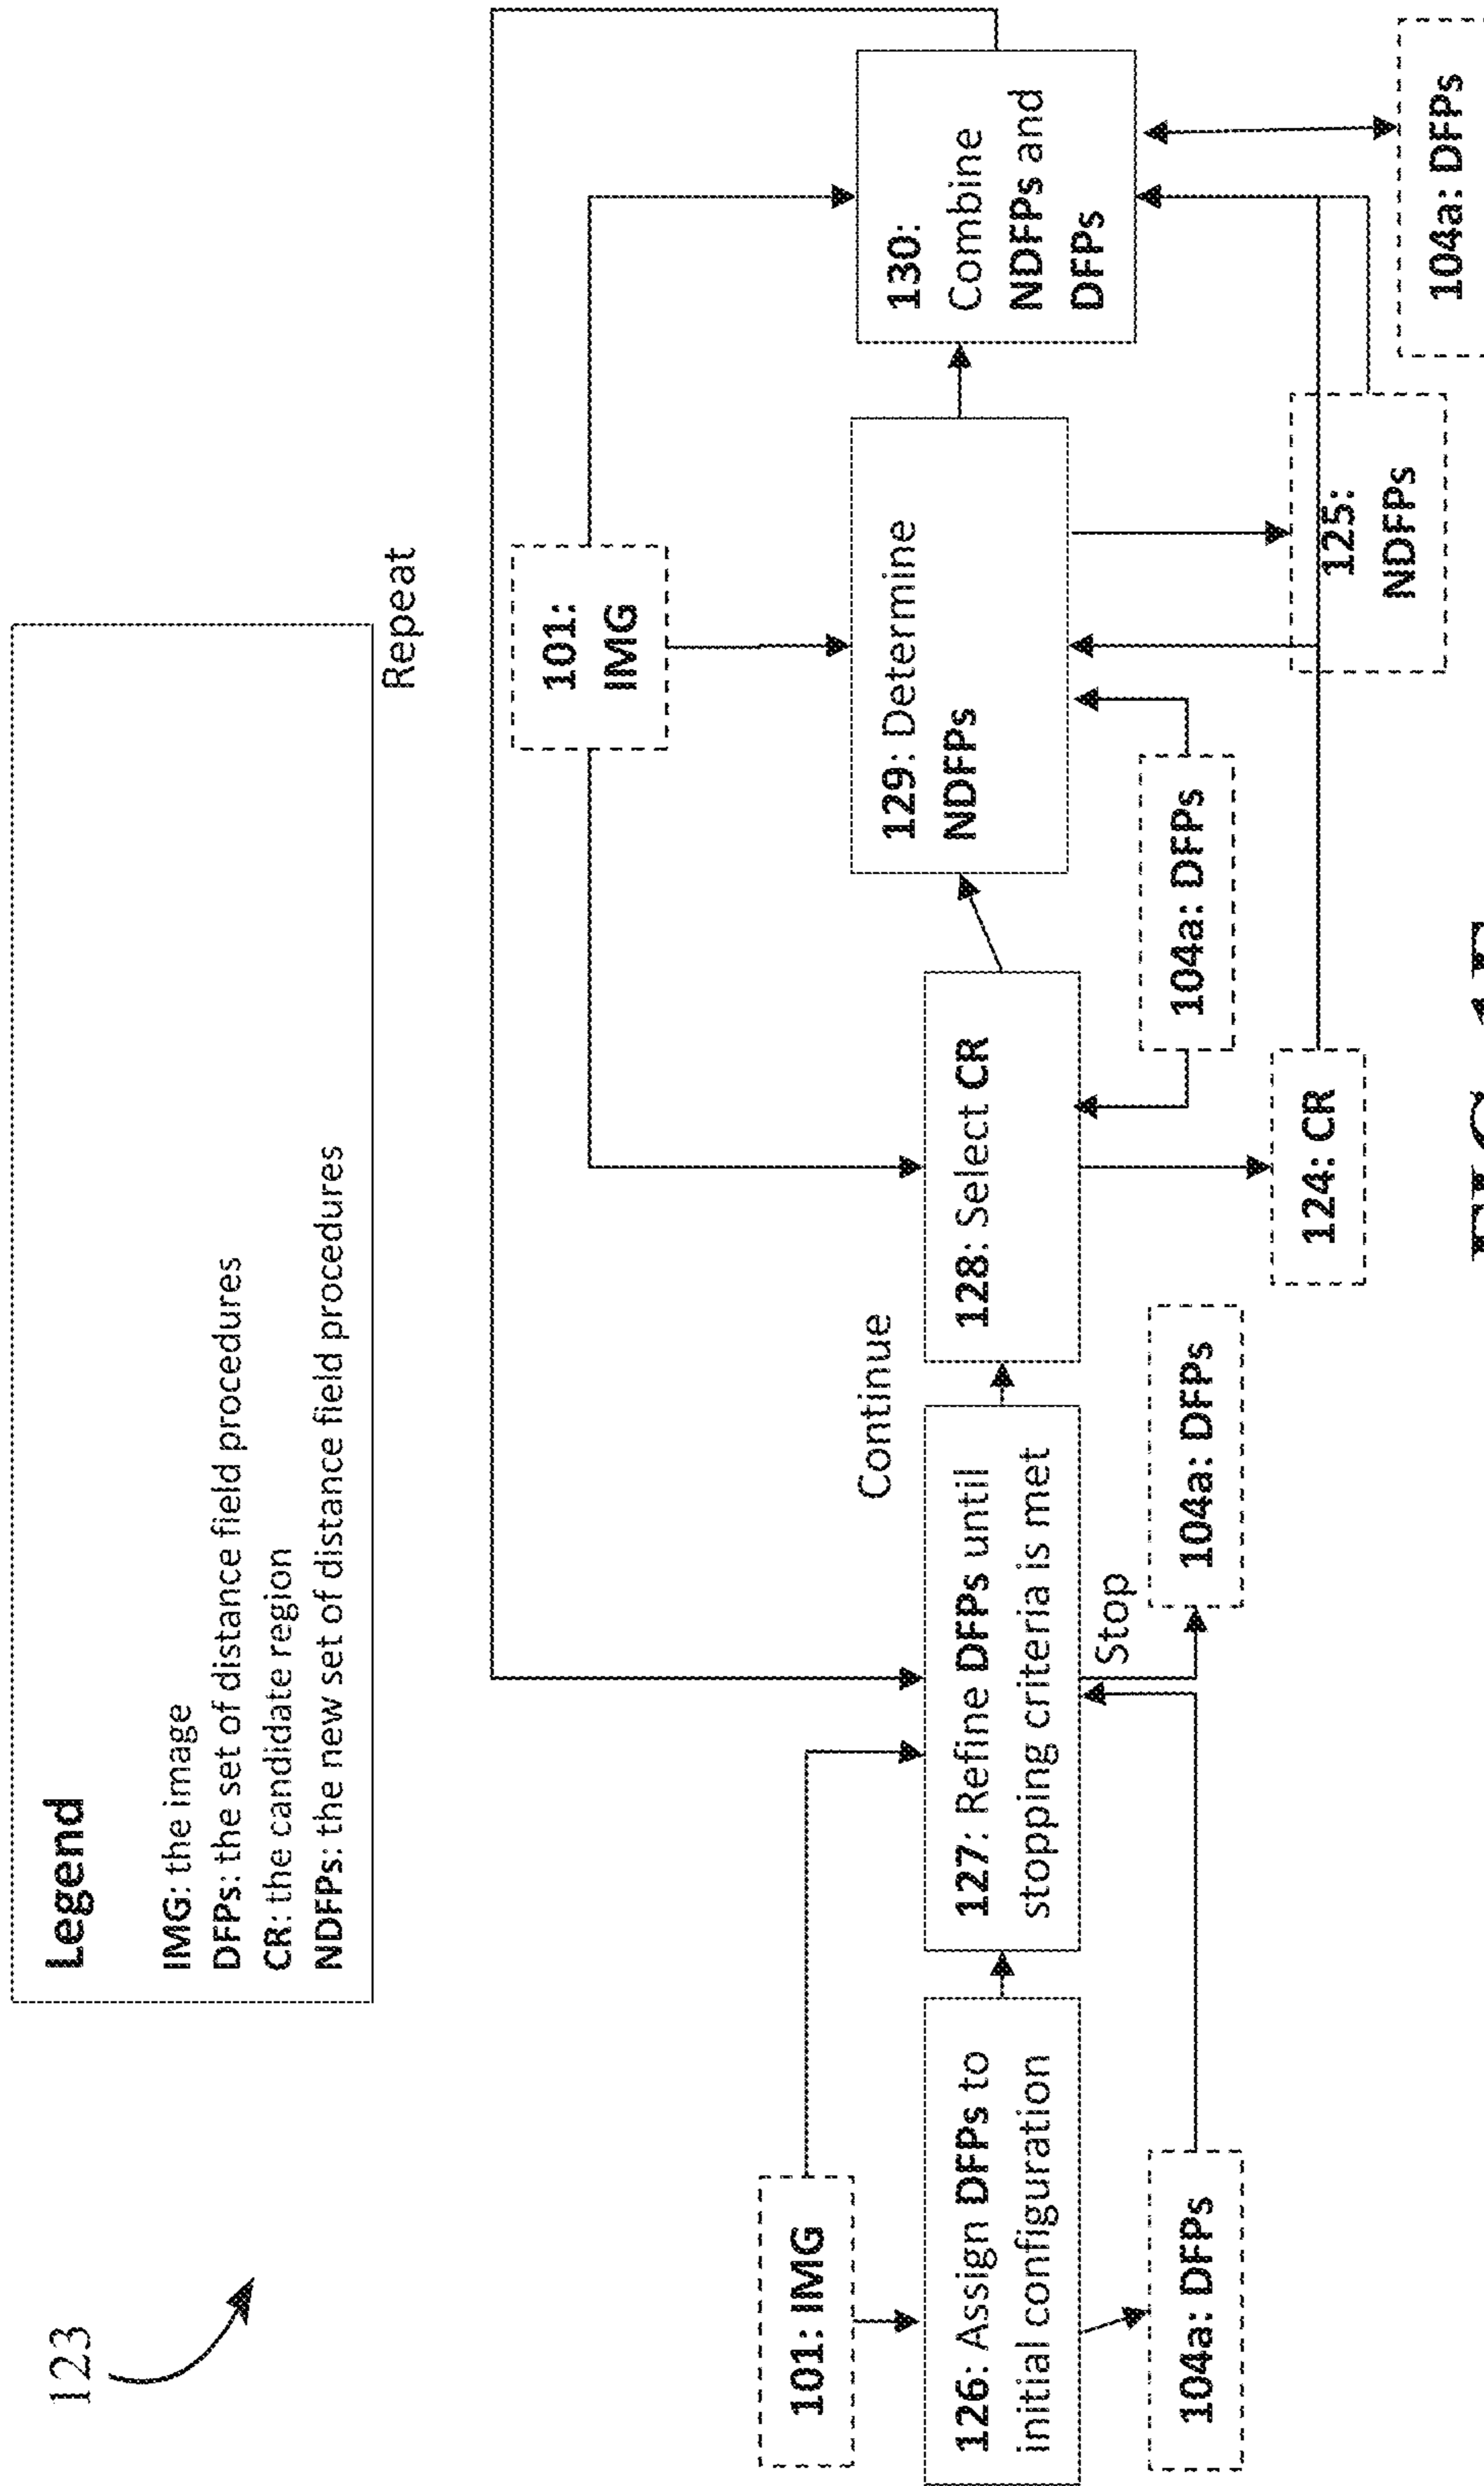 123
Legend
IMG: the image
DFPs: the set of distance field procedures
CR: the candidate region
NDFPs: the new set of distance field procedures
Repeat
101: IMG
126: Assign DFPs to
initial configuration
104a: DFPs
127: Refine DFPs until
stopping criteria is met
Stop
104a: DFPs
Continue
128: Select CR
124: CR
104a: DFPs
101:
IMG
129: Determine
NDFPs
125:
NDFPs
130:
Combine
NDFPs and
DFPs
104a: DFPs